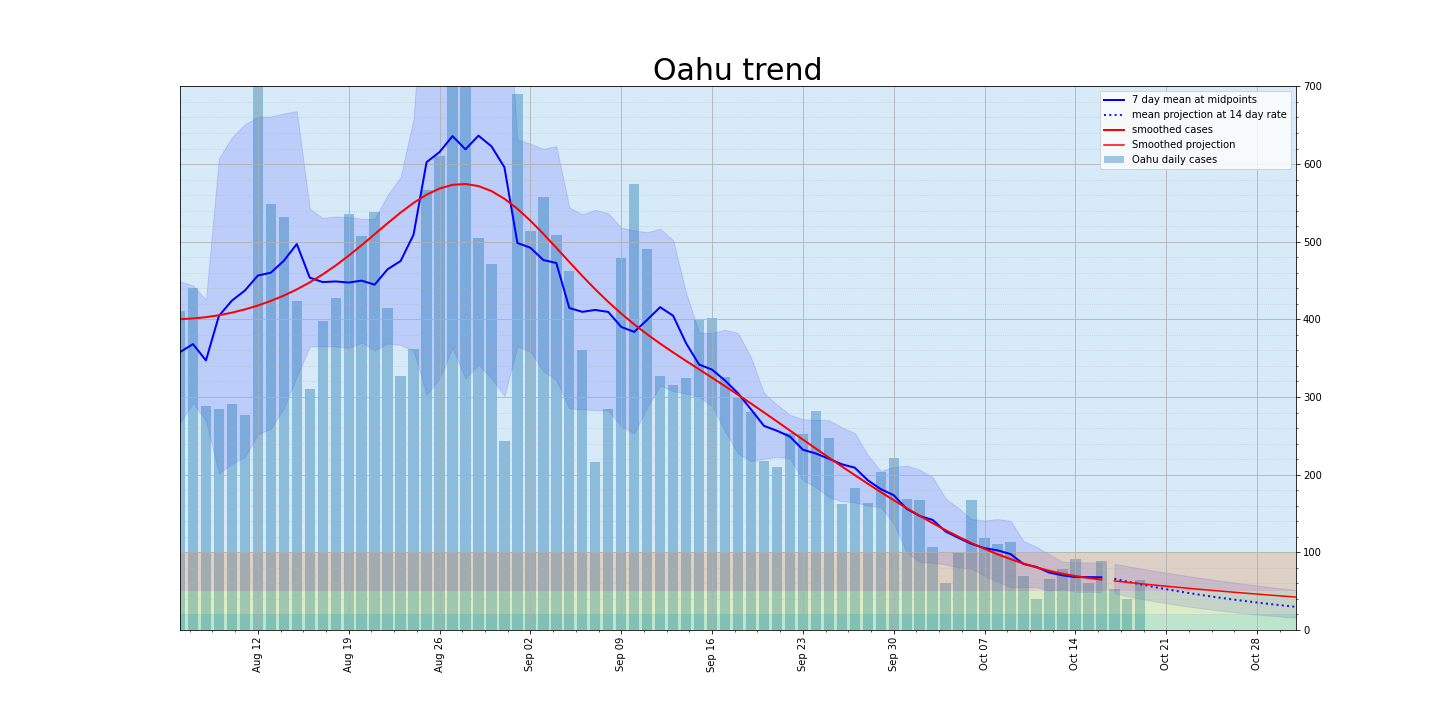 Oahu trend
7 day mean at midpoints
mean projection at 14 day rate
smoothed cases
Smoothed projection
Oahu daily cases
700
600
500
400
300
200
100
0
Aug 12
Aug 19
Aug 26
Sep 02
Sep 09
Sep 16
Sep 23
Sep 30
Oct 07
Oct 14
Oct 21
Oct 28